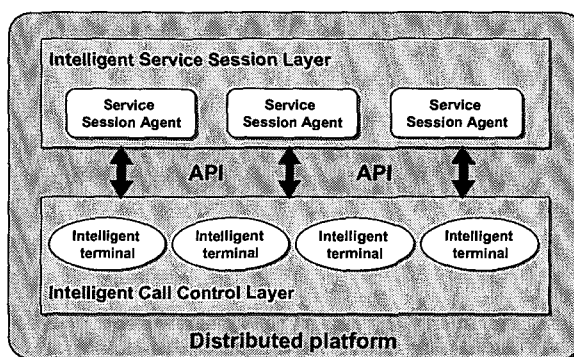 Intelligent Service Session Layer
Service
Session Agent
Service
Session Agent
Service
Session Agent
API
API
Intelligent
terminal
Intelligent
terminal
Intelligent
terminal
Intelligent
terminal
Intelligent Call Control Layer
Distributed platform